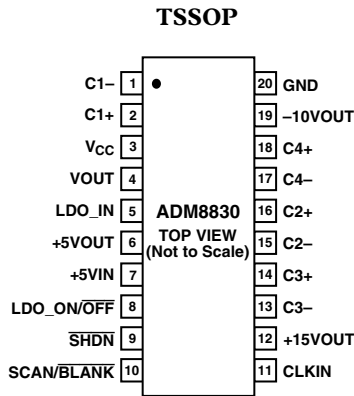 TSSOP
C1– 1
C1+ 2
VCC 3
VOUT 4
LDO_IN 5
+5VOUT 6
+5VIN 7
LDO_ON/OFF 8
SHDN 9
SCAN/BLANK 10
ADM8830
TOP VIEW
(Not to Scale)
20 GND
19 –10VOUT
18 C4+
17 C4–
16 C2+
15 C2–
14 C3+
13 C3–
12 +15VOUT
11 CLKIN